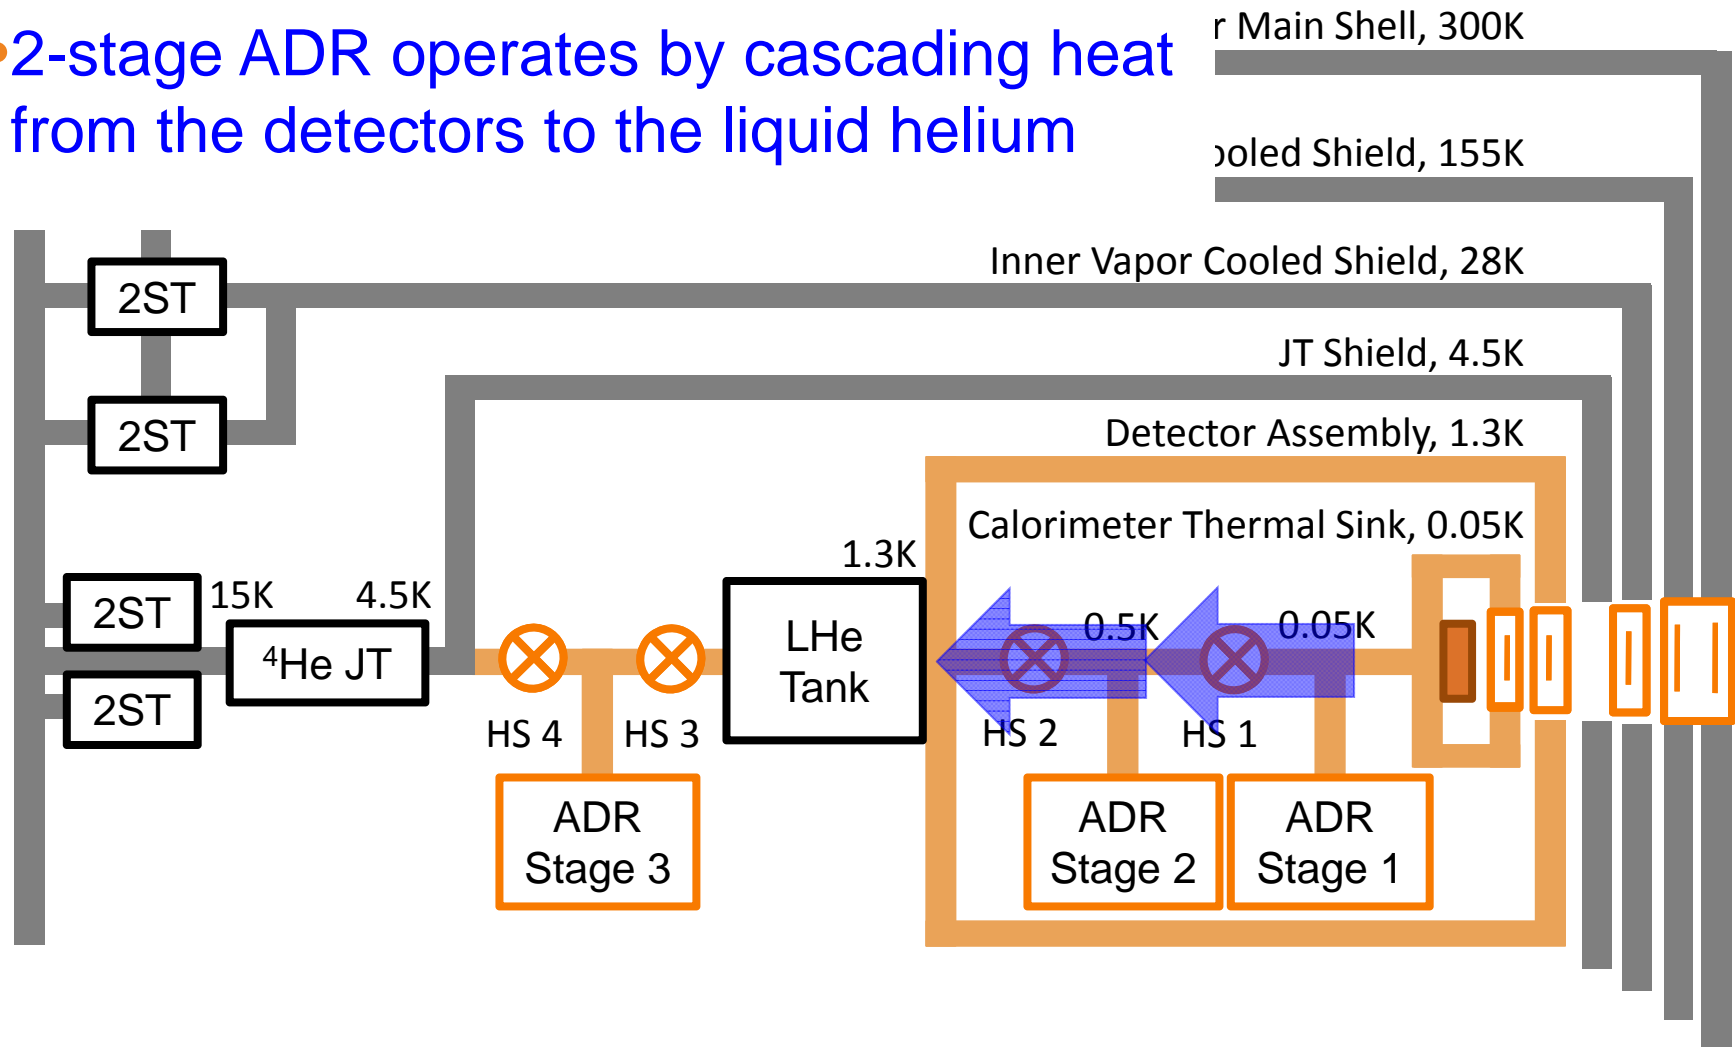 •2-stage ADR operates by cascading heat
from the detectors to the liquid helium
r Main Shell, 300K
ooled Shield, 155K
Inner Vapor Cooled Shield, 28K
JT Shield, 4.5K
Detector Assembly, 1.3K
Calorimeter Thermal Sink, 0.05K
2ST
2ST
2ST
2ST
15K
4.5K
⁴He JT
HS 4
HS 3
ADR
Stage 3
1.3K
LHe
Tank
0.5K
0.05K
HS 2
HS 1
ADR
Stage 2
ADR
Stage 1